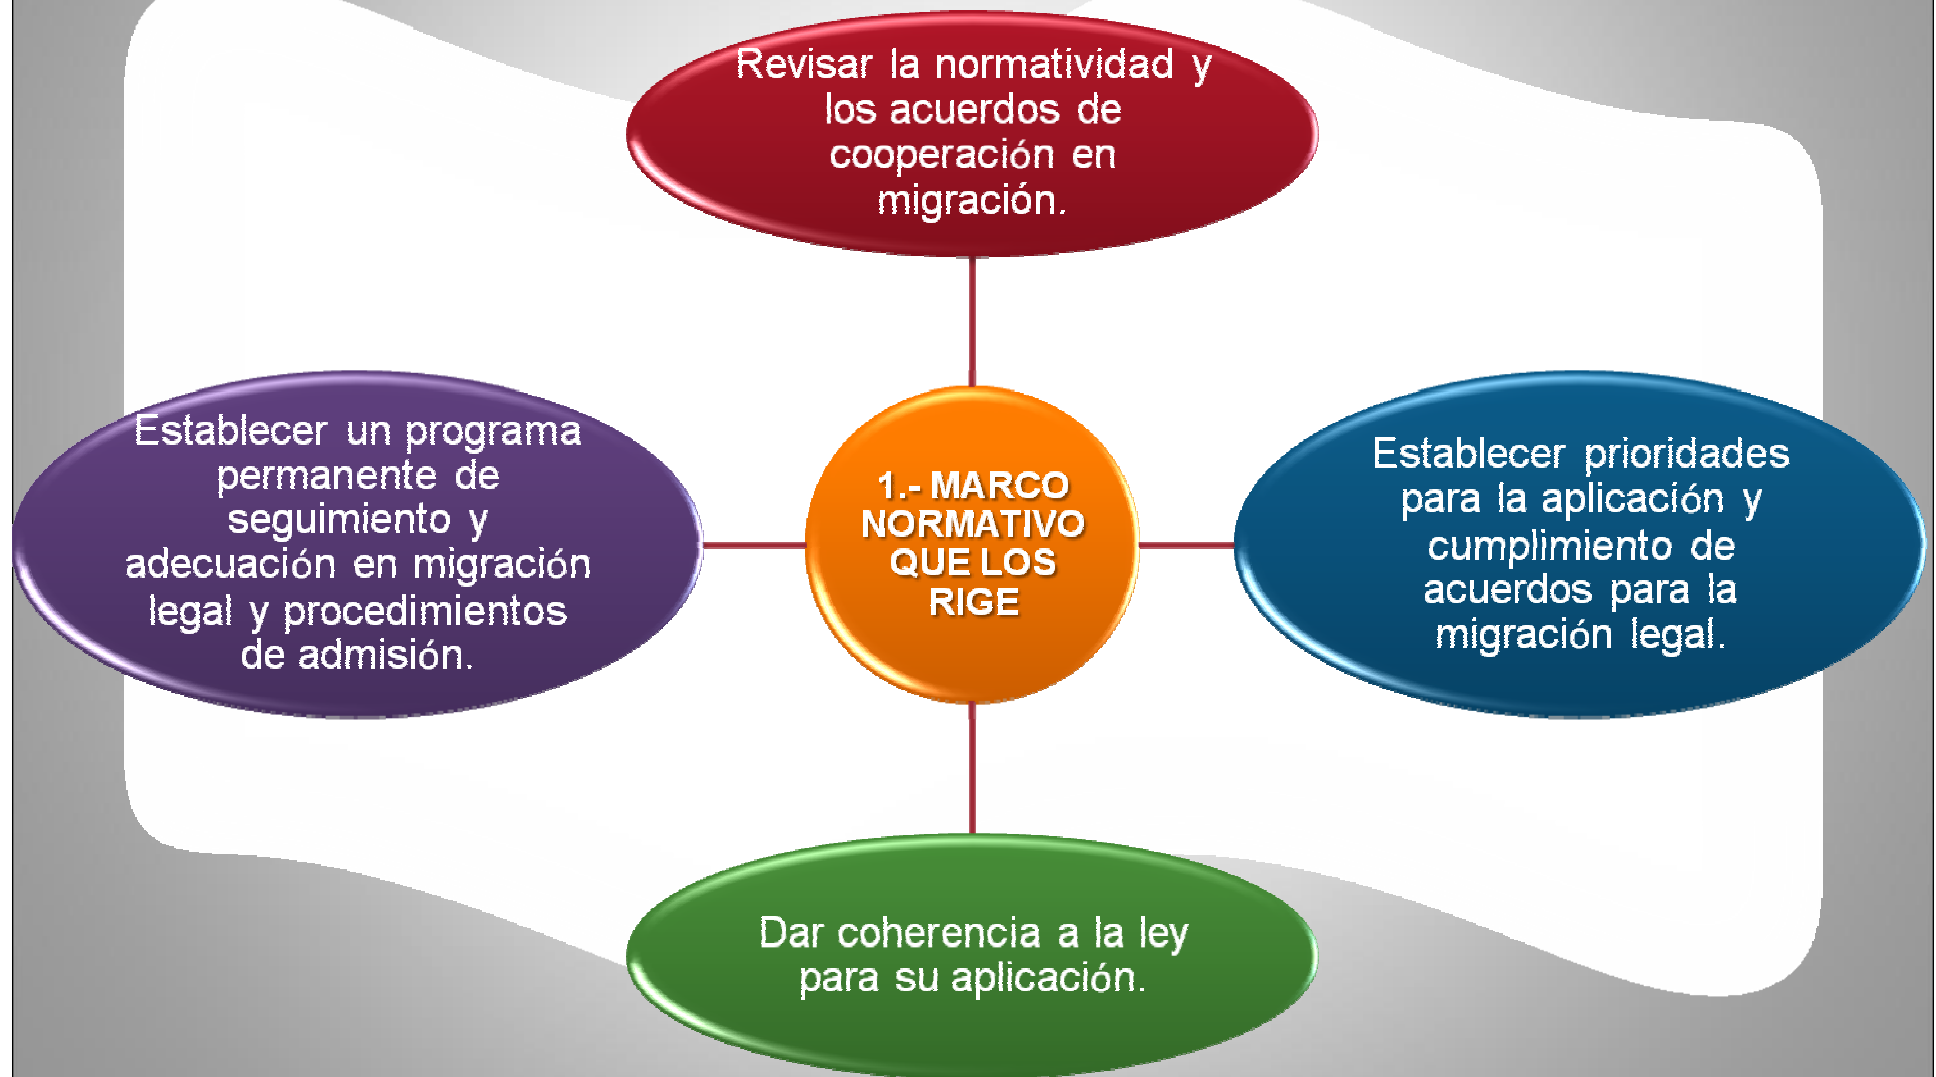 Revisar la normatividad y
los acuerdos de
cooperación en
migración.
Establecer un programa
permanente de
seguimiento y
adecuación en migración
legal y procedimientos
de admisión.
1.- MARCO
NORMATIVO
QUE LOS
RIGE
Establecer prioridades
para la aplicación y
cumplimiento de
acuerdos para la
migración legal.
Dar coherencia a la ley
para su aplicación.